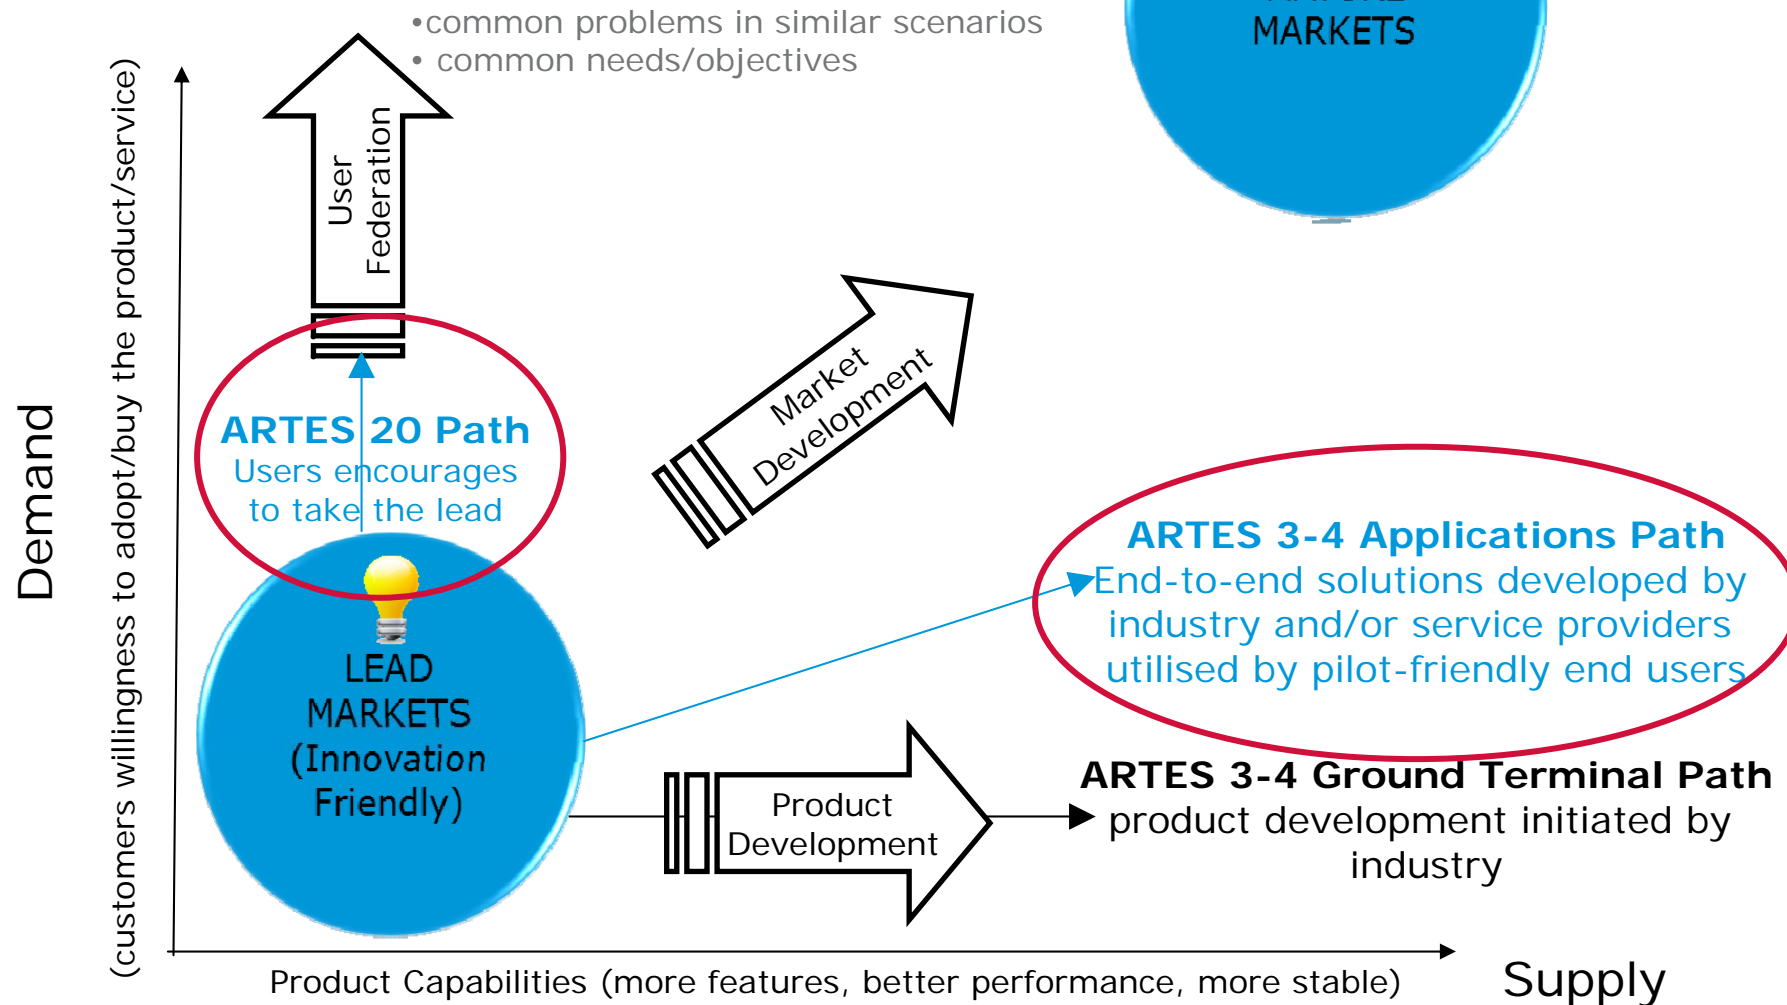 •common problems in similar scenarios
• common needs/objectives
MARKETS
Demand
(customers willingness to adopt/buy the product/service)
User
Federation
Market
Development
ARTES 20 Path
Users encourages
to take the lead
LEAD
MARKETS
(Innovation
Friendly)
ARTES 3-4 Applications Path
End-to-end solutions developed by
industry and/or service providers
utilised by pilot-friendly end users
Product
Development
ARTES 3-4 Ground Terminal Path
product development initiated by
industry
Product Capabilities (more features, better performance, more stable)
Supply